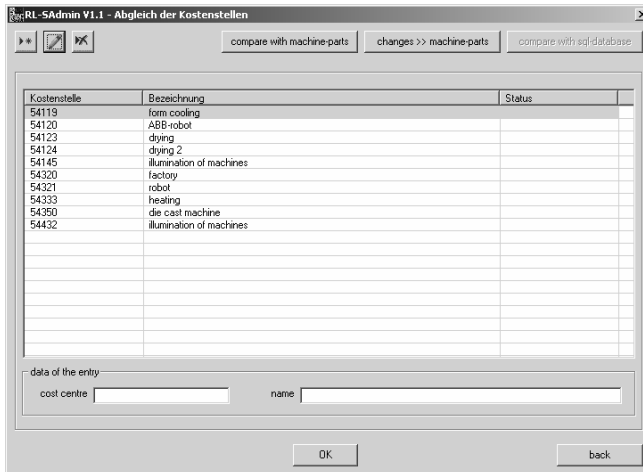 RL-SAdmin V1.1 - Abgleich der Kostenstellen
compare with machine-parts changes >> machine-parts compare with sql-database
Kostenstelle Bezeichnung Status
54119 form cooling
54120 ABB-robot
54123 drying
54124 drying 2
54145 illumination of machines
54320 factory
54321 robot
54333 heating
54350 die cast machine
54432 illumination of machines
data of the entry
cost centre name
OK back